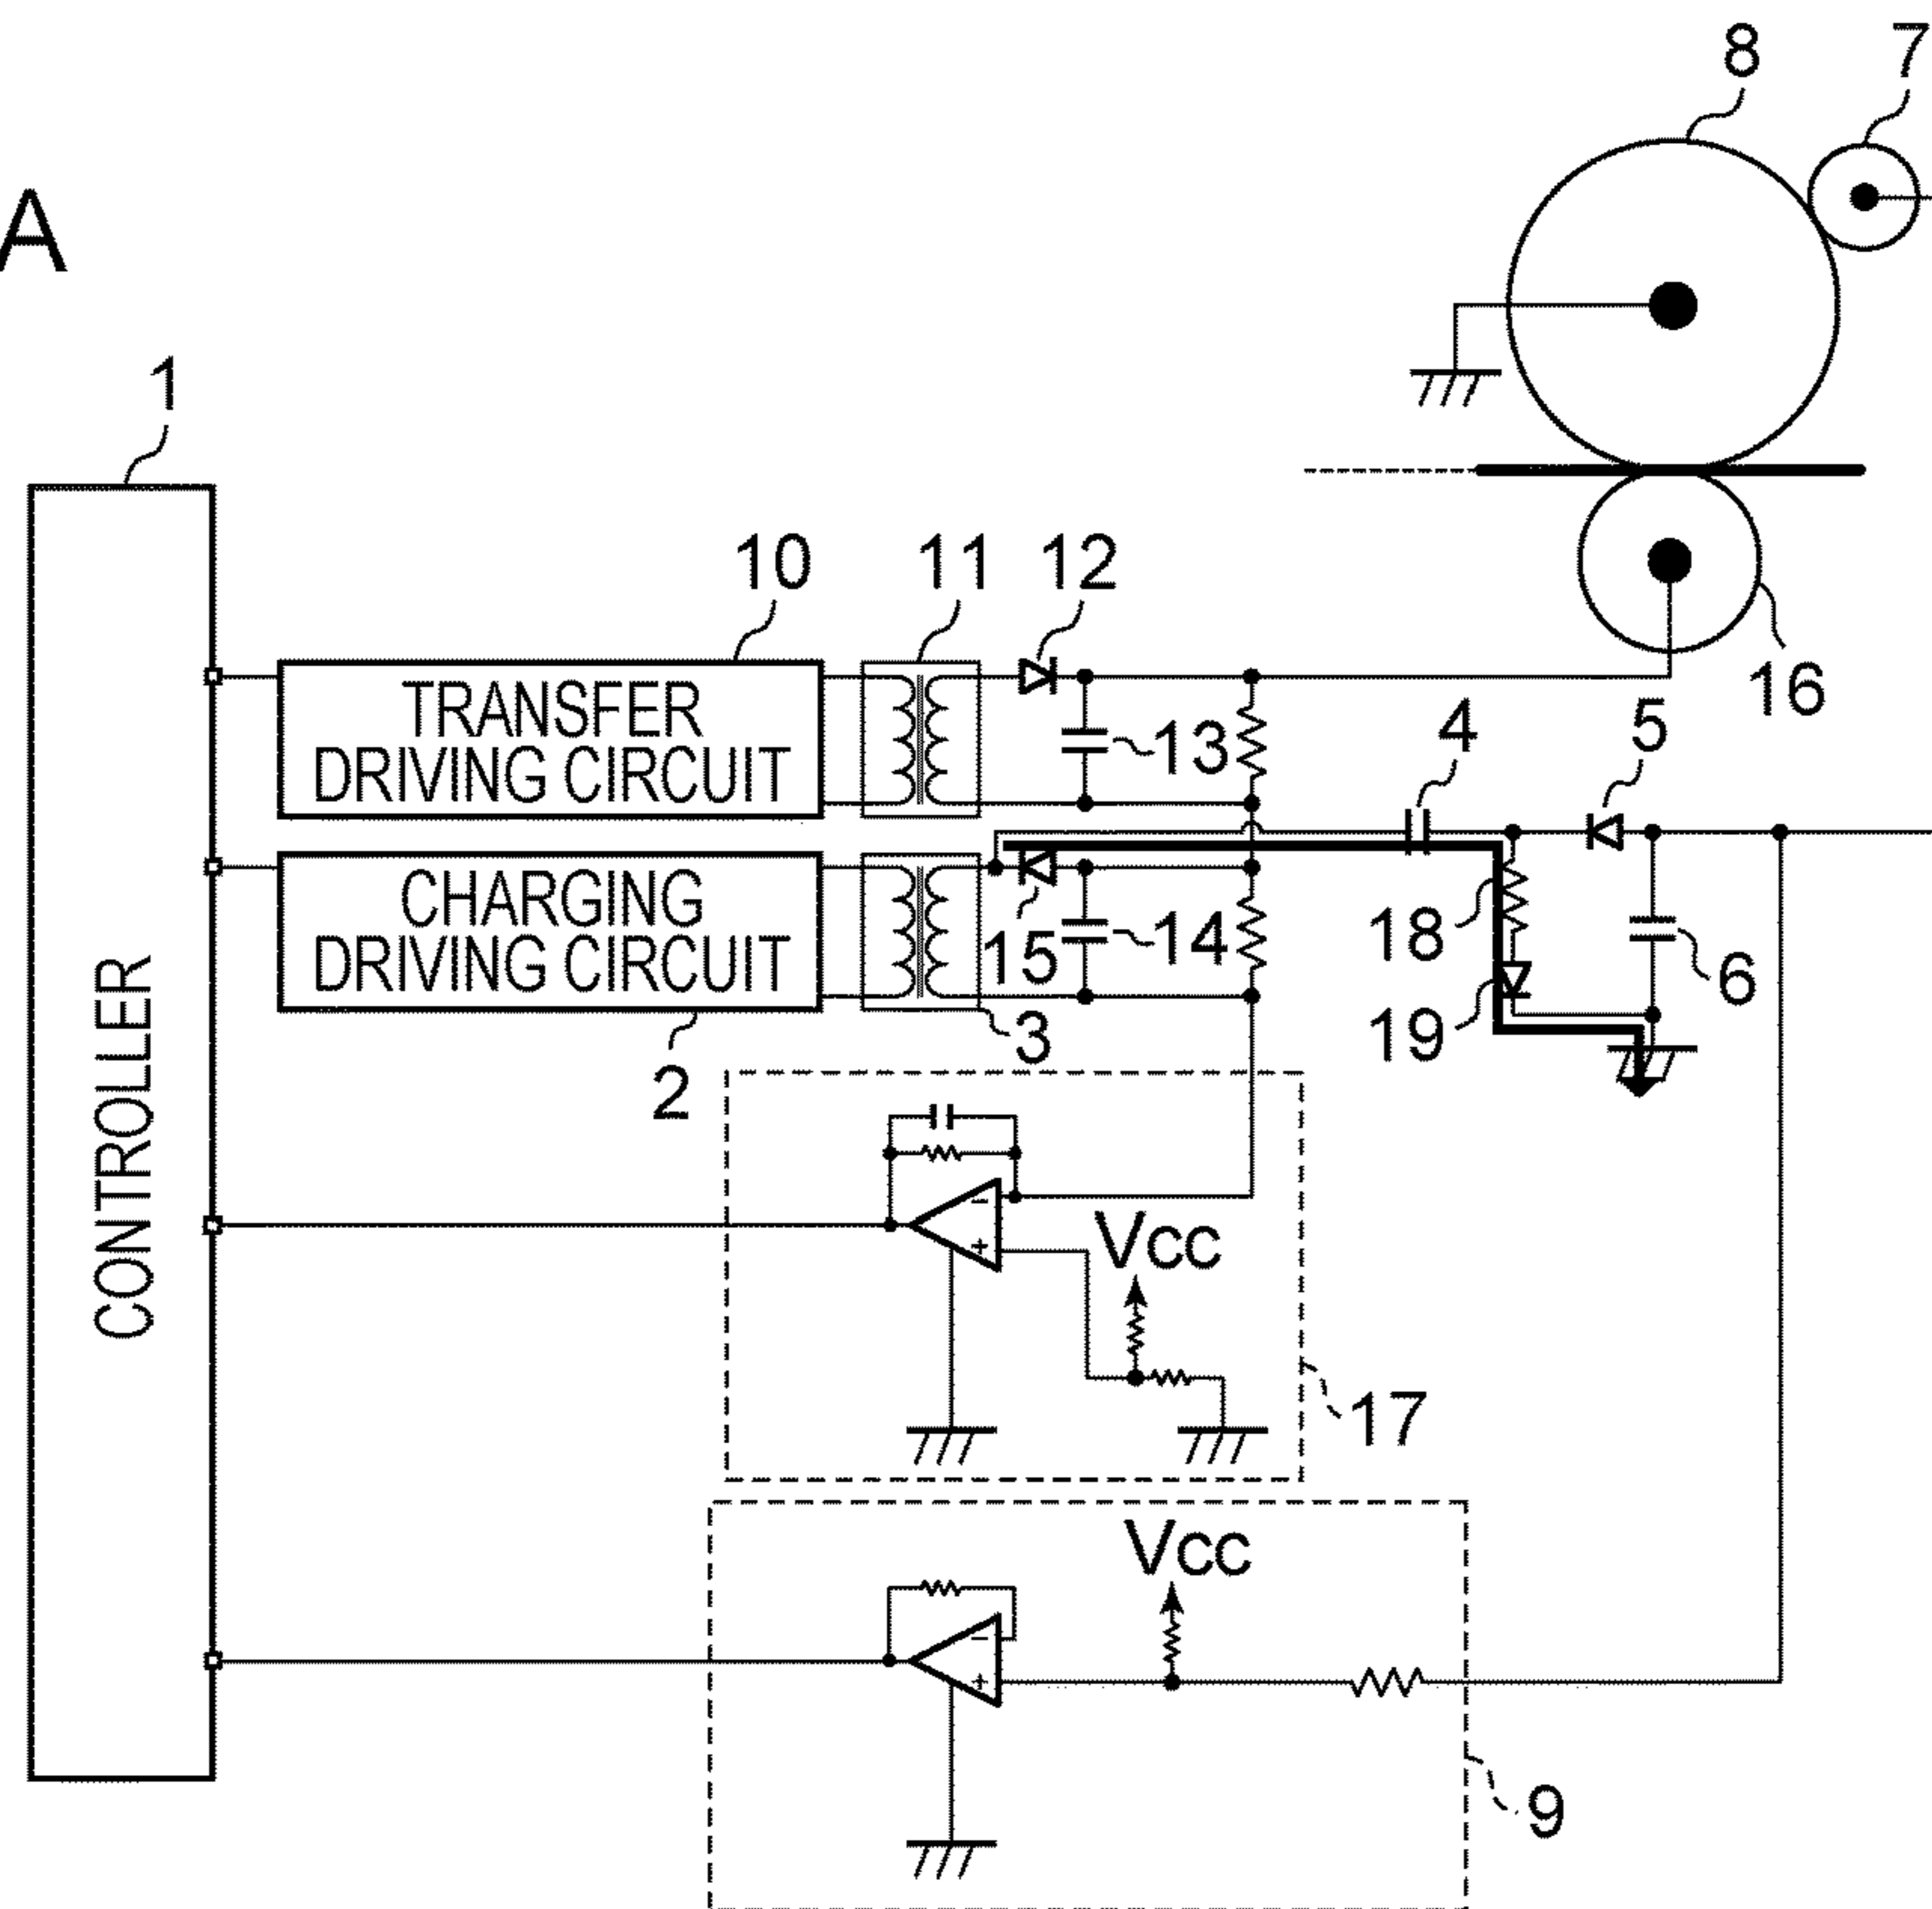 8
7
A
1
10
11
12
16
TRANSFER
DRIVING CIRCUIT
13
4
5
CHARGING
DRIVING CIRCUIT
15
14
18
6
19
3
2
CONTROLLER
−
+
Vcc
17
Vcc
−
+
9